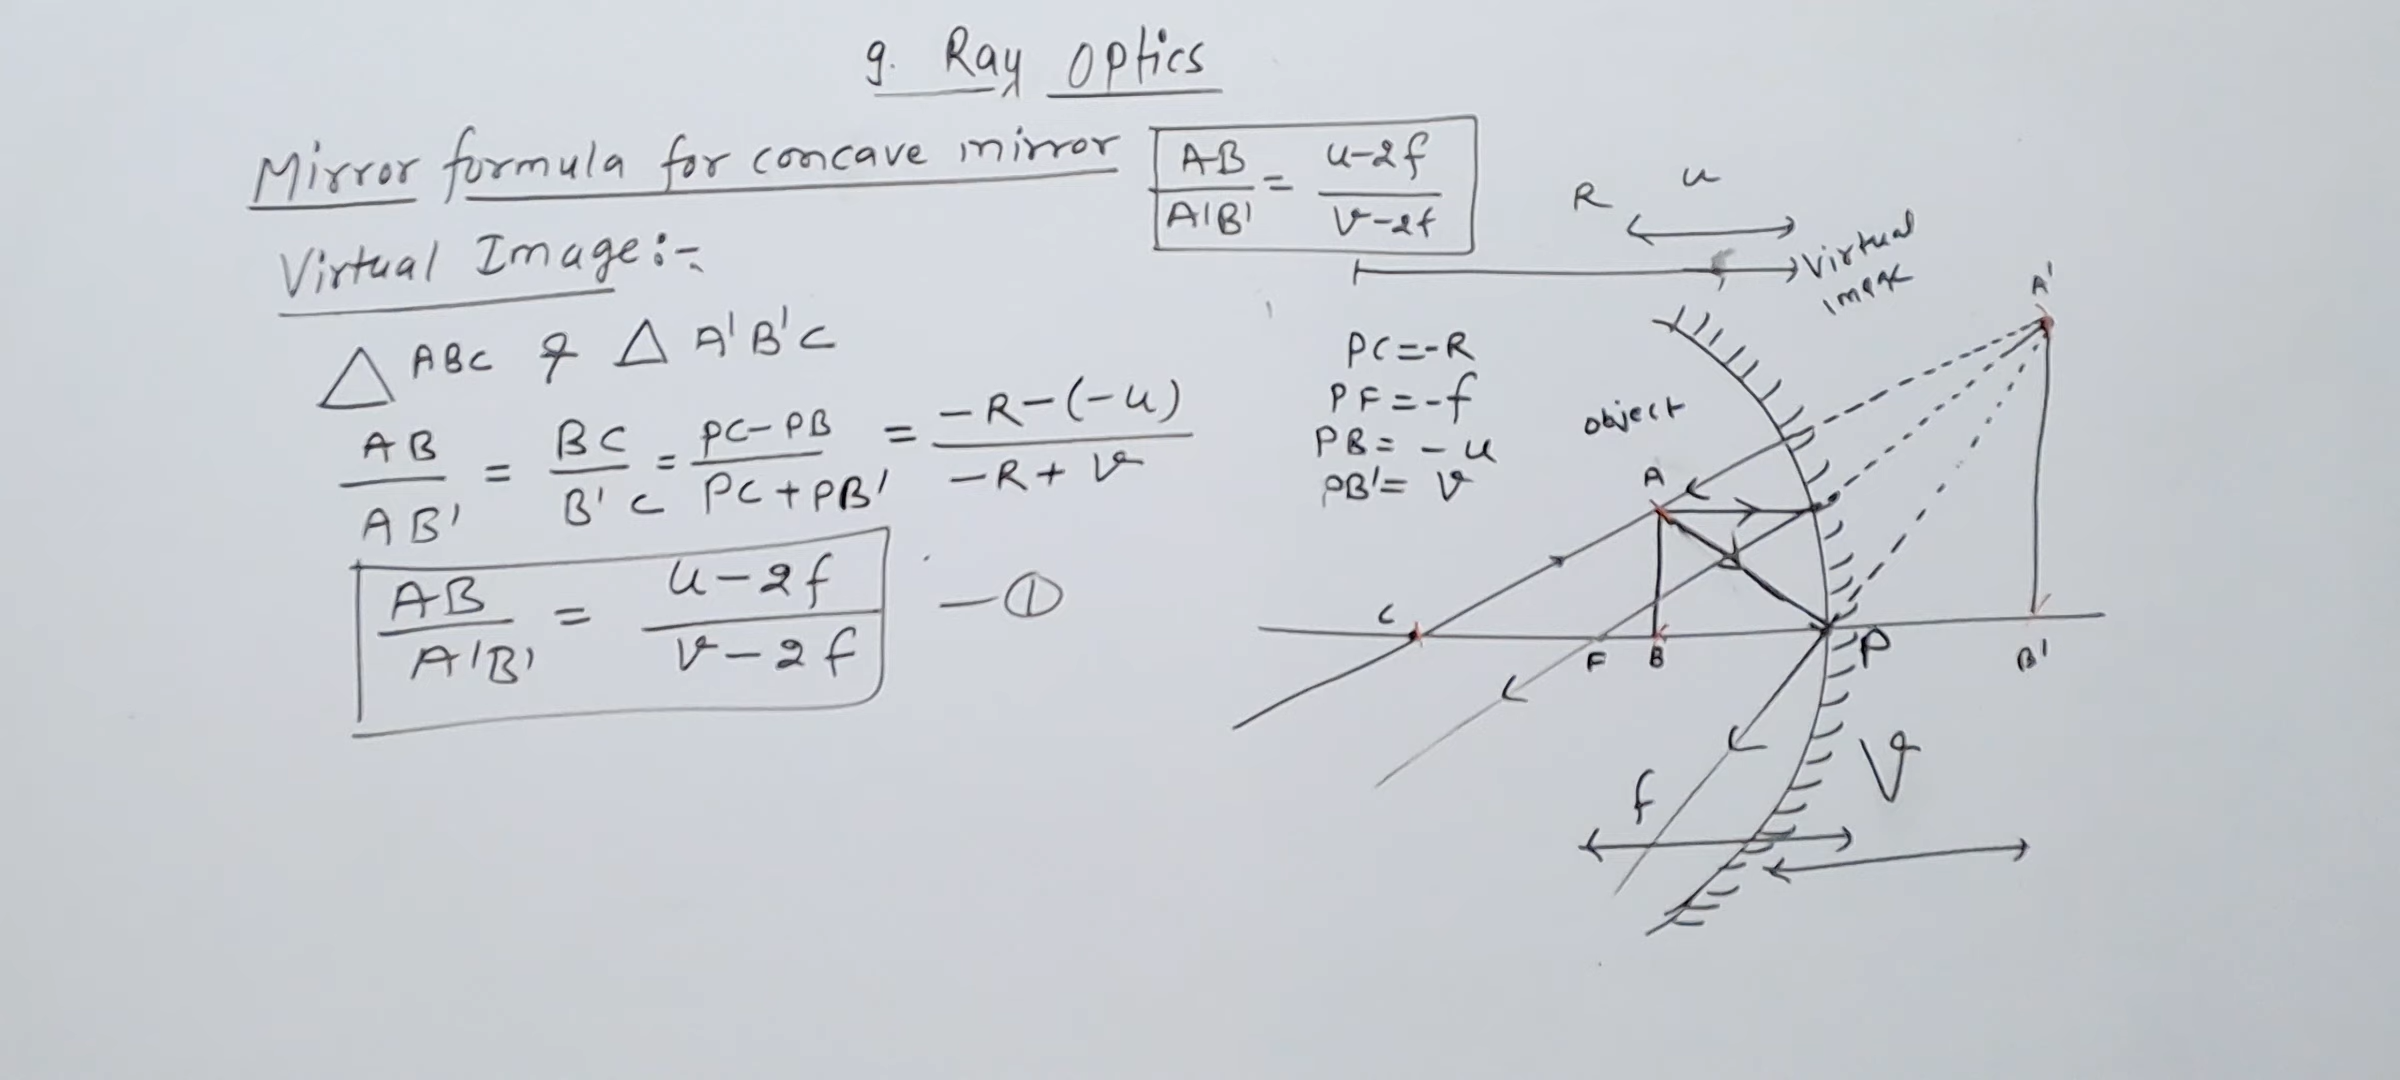 9. Ray Optics
Mirror formula for concave mirror
AB/A'B' = u-2f/v-2f
Virtual Image:-
△ ABC & △ A'B'C
AB/AB' = BC/B'C = PC-PB/PC+PB' = -R-(-u)/-R+v
AB/A'B' = u-2f/v-2f —①
R
u
Virtual
image
PC=-R
PF=-f
PB=-u
PB'=v
object
A'
A
C
F
B
P
B'
f
v